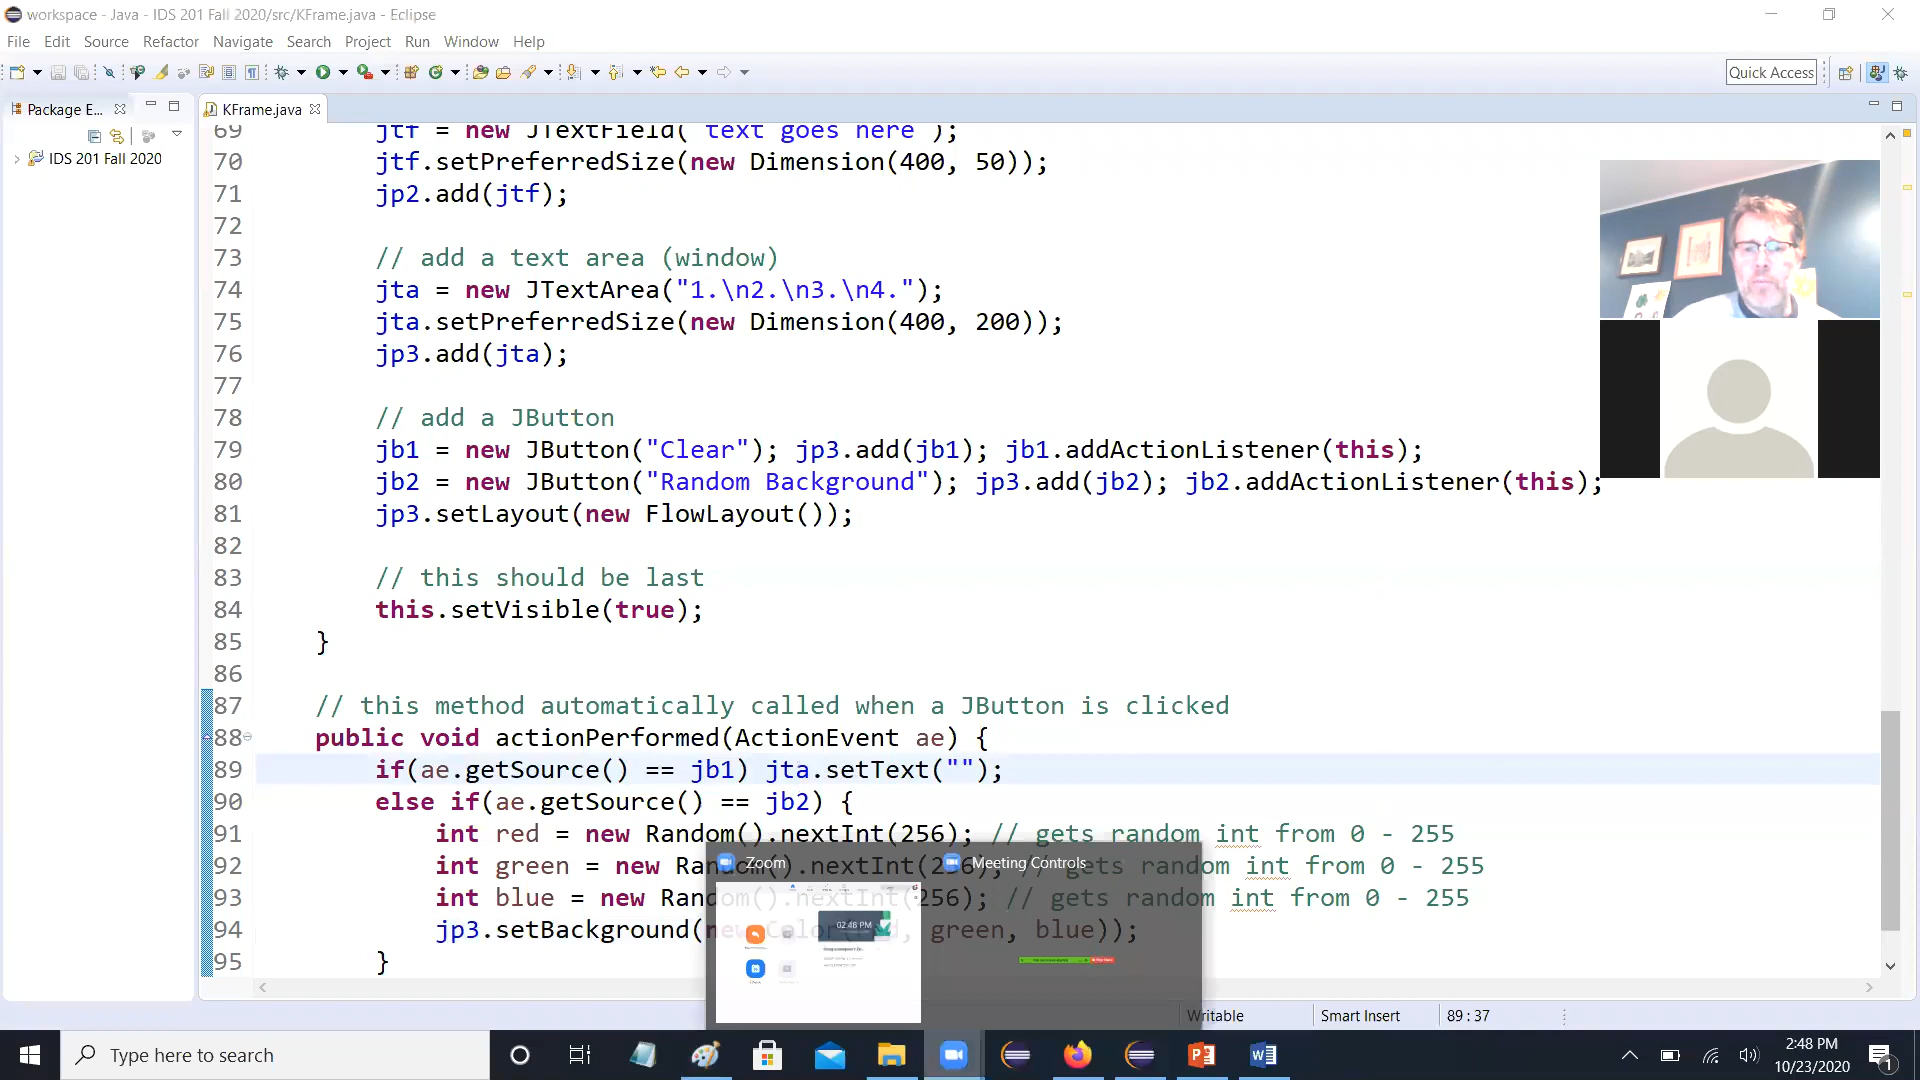 workspace - Java - IDS 201 Fall 2020/src/KFrame.java - Eclipse
File Edit Source Refactor Navigate Search Project Run Window Help
Quick Access
Package E...
KFrame.java
IDS 201 Fall 2020
69 jtf = new JTextField( text goes here );
70 jtf.setPreferredSize(new Dimension(400, 50));
71 jp2.add(jtf);
72
73 // add a text area (window)
74 jta = new JTextArea("1.\n2.\n3.\n4.");
75 jta.setPreferredSize(new Dimension(400, 200));
76 jp3.add(jta);
77
78 // add a JButton
79 jb1 = new JButton("Clear"); jp3.add(jb1); jb1.addActionListener(this);
80 jb2 = new JButton("Random Background"); jp3.add(jb2); jb2.addActionListener(this);
81 jp3.setLayout(new FlowLayout());
82
83 // this should be last
84 this.setVisible(true);
85 }
86
87 // this method automatically called when a JButton is clicked
88 public void actionPerformed(ActionEvent ae) {
89 if(ae.getSource() == jb1) jta.setText("");
90 else if(ae.getSource() == jb2) {
91 int red = new Random().nextInt(256); // gets random int from 0 - 255
92 int green = new Random().nextInt(256); // gets random int from 0 - 255
93 int blue = new Random().nextInt(256); // gets random int from 0 - 255
94 jp3.setBackground(new Color(red, green, blue));
95 }
Zoom
Meeting Controls
02:48 PM
Writable
Smart Insert
89 : 37
Type here to search
2:48 PM
10/23/2020
1